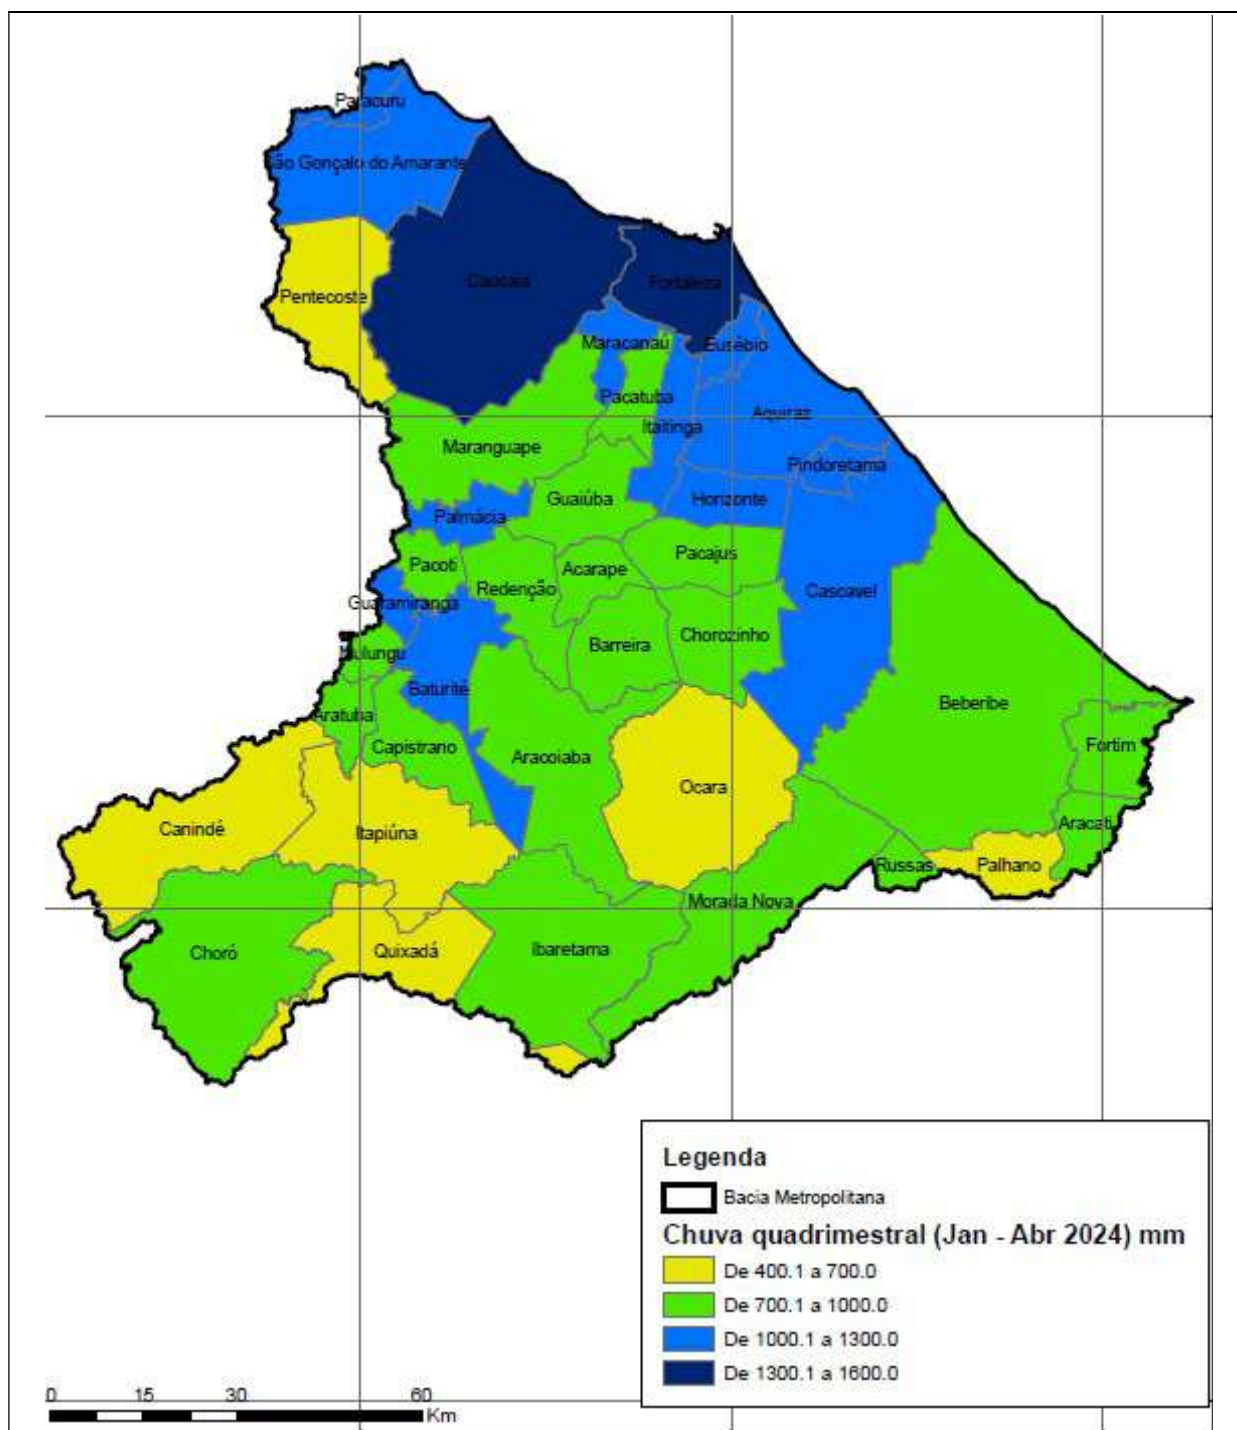 Paracuru
São Gonçalo do Amarante
Caucaia
Fortaleza
Pentecoste
Maracanaú
Eusébio
Pacatuba
Itaitinga
Aquiraz
Maranguape
Pindoretama
Guaiúba
Horizonte
Palmácia
Pacajus
Pacoti
Acarape
Redenção
Cascavel
Guaramiranga
Chorozinho
Barreira
Mulungu
Baturité
Beberibe
Aratuba
Capistrano
Aracoiaba
Fortim
Ocara
Canindé
Itapiúna
Aracati
Russas
Palhano
Morada Nova
Choró
Quixadá
Ibaretama
Legenda
Bacia Metropolitana
Chuva quadrimestral (Jan - Abr 2024) mm
De 400.1 a 700.0
De 700.1 a 1000.0
De 1000.1 a 1300.0
De 1300.1 a 1600.0
0 15 30 60
Km